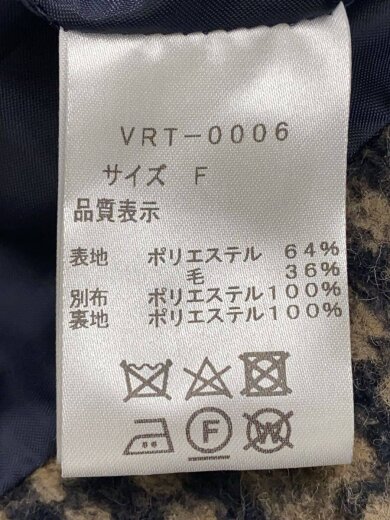 VRT-0006
サイズ F
品質表示
表地 ポリエステル 64%
毛 36%
別布 ポリエステル100%
裏地 ポリエステル100%
F W